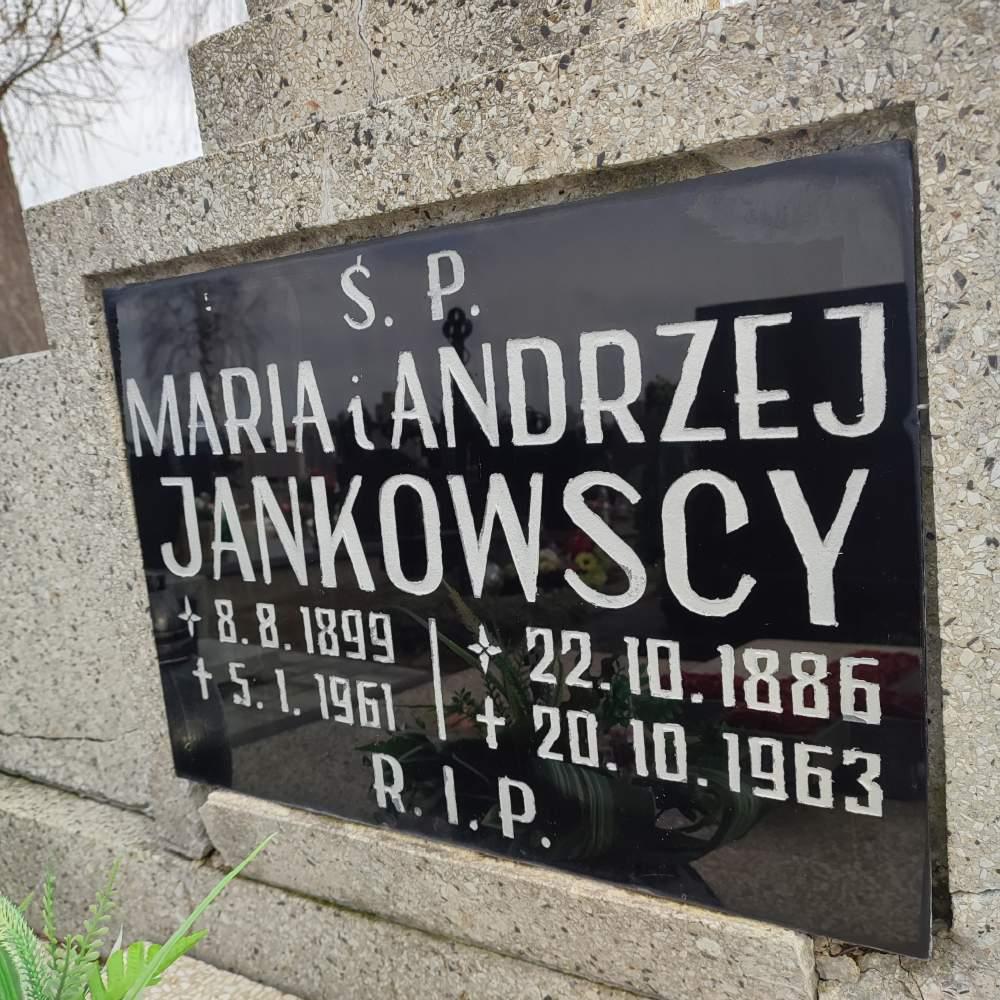 Ś. P.
MARIA i ANDRZEJ
JANKOWSCY
✧ 8.8.1899 | ✧ 22.10.1886
† 5.1.1961 | † 20.10.1963
R.I.P.